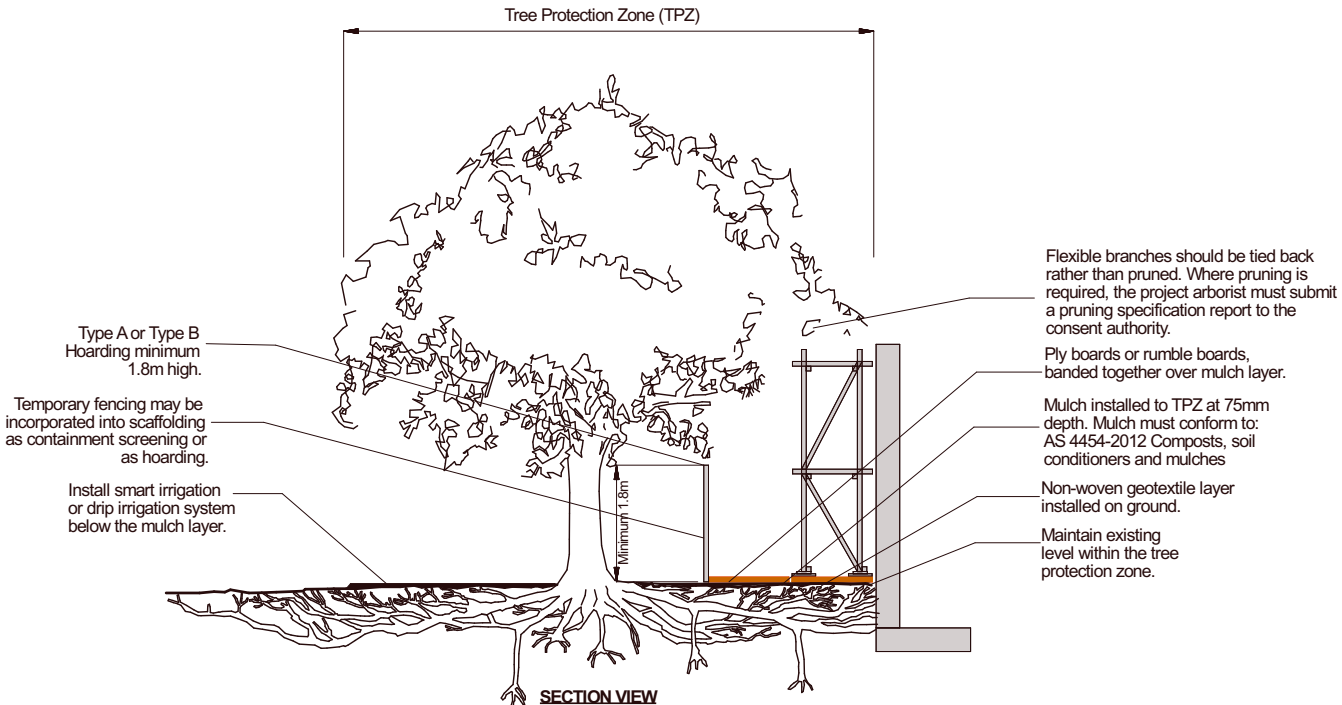 Tree Protection Zone (TPZ)
Flexible branches should be tied back
rather than pruned. Where pruning is
required, the project arborist must submit
a pruning specification report to the
consent authority.
Type A or Type B
Hoarding minimum
1.8m high.
Ply boards or rumble boards,
banded together over mulch layer.
Temporary fencing may be
incorporated into scaffolding
as containment screening or
as hoarding.
Mulch installed to TPZ at 75mm
depth. Mulch must conform to:
AS 4454-2012 Composts, soil
conditioners and mulches
Install smart irrigation
or drip irrigation system
below the mulch layer.
Minimum 1.8m
Non-woven geotextile layer
installed on ground.
Maintain existing
level within the tree
protection zone.
SECTION VIEW